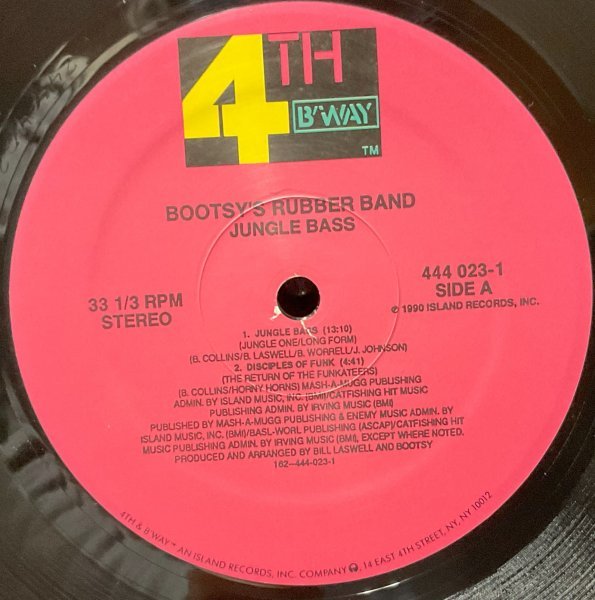 4TH
B'WAY
TM
BOOTSY'S RUBBER BAND
JUNGLE BASS
33 1/3 RPM
STEREO
444 023-1
SIDE A
℗ 1990 ISLAND RECORDS, INC.
1. JUNGLE BASS (13:10)
(JUNGLE ONE/LONG FORM)
(B. COLLINS/B. LASWELL/B. WORRELL/J. JOHNSON)
2. DISCIPLES OF FUNK (4:41)
(THE RETURN OF THE FUNKATEERS)
(B. COLLINS/HORNY HORNS) MASH-A-MUGG PUBLISHING
ADMIN. BY ISLAND MUSIC, INC. (BMI)/CATFISHING HIT MUSIC
PUBLISHING ADMIN. BY IRVING MUSIC (BMI)
PUBLISHED BY MASH-A-MUGG PUBLISHING & ENEMY MUSIC ADMIN. BY
ISLAND MUSIC, INC. (BMI)/BASL-WORL PUBLISHING (ASCAP)/CATFISHING HIT
MUSIC PUBLISHING ADMIN. BY IRVING MUSIC (BMI), EXCEPT WHERE NOTED.
PRODUCED AND ARRANGED BY BILL LASWELL AND BOOTSY
162-444-023-1
4TH & B'WAY™ AN ISLAND RECORDS, INC. COMPANY, 14 EAST 4TH STREET, NY, NY 10012